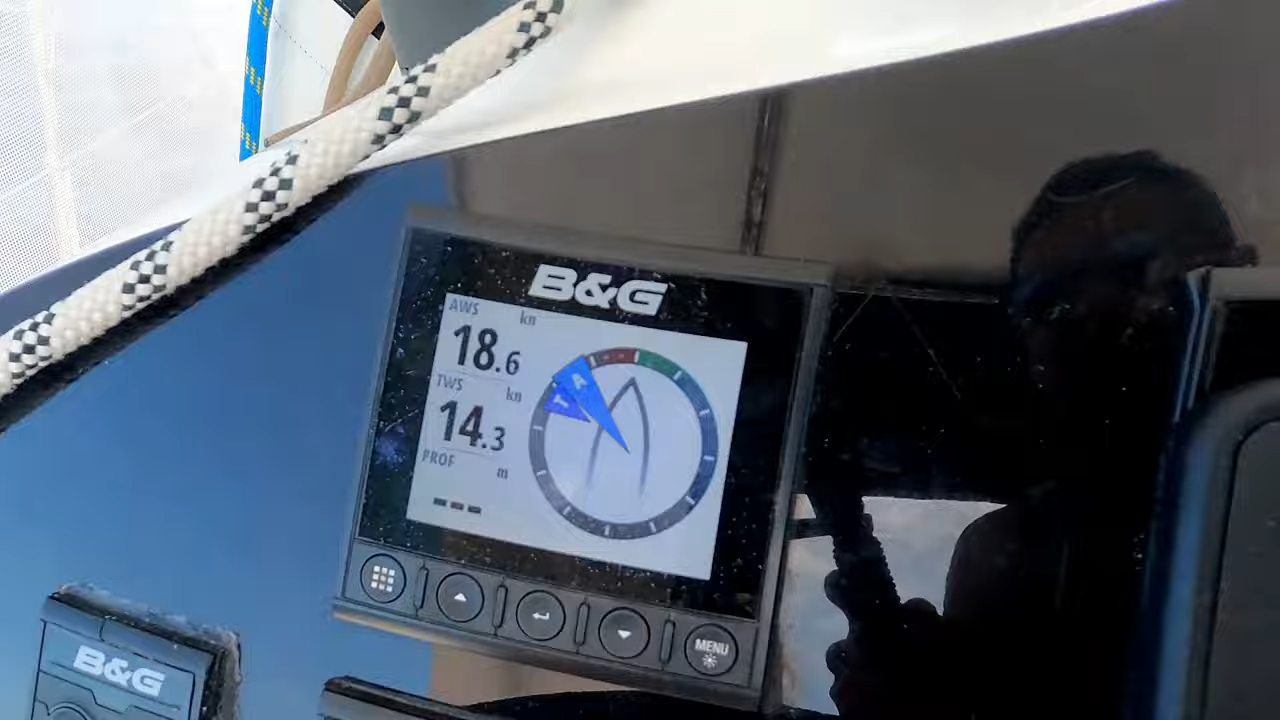 B&G
AWS kn
18.6
TWS kn
14.3
PROF m
---
A
T
MENU
B&G